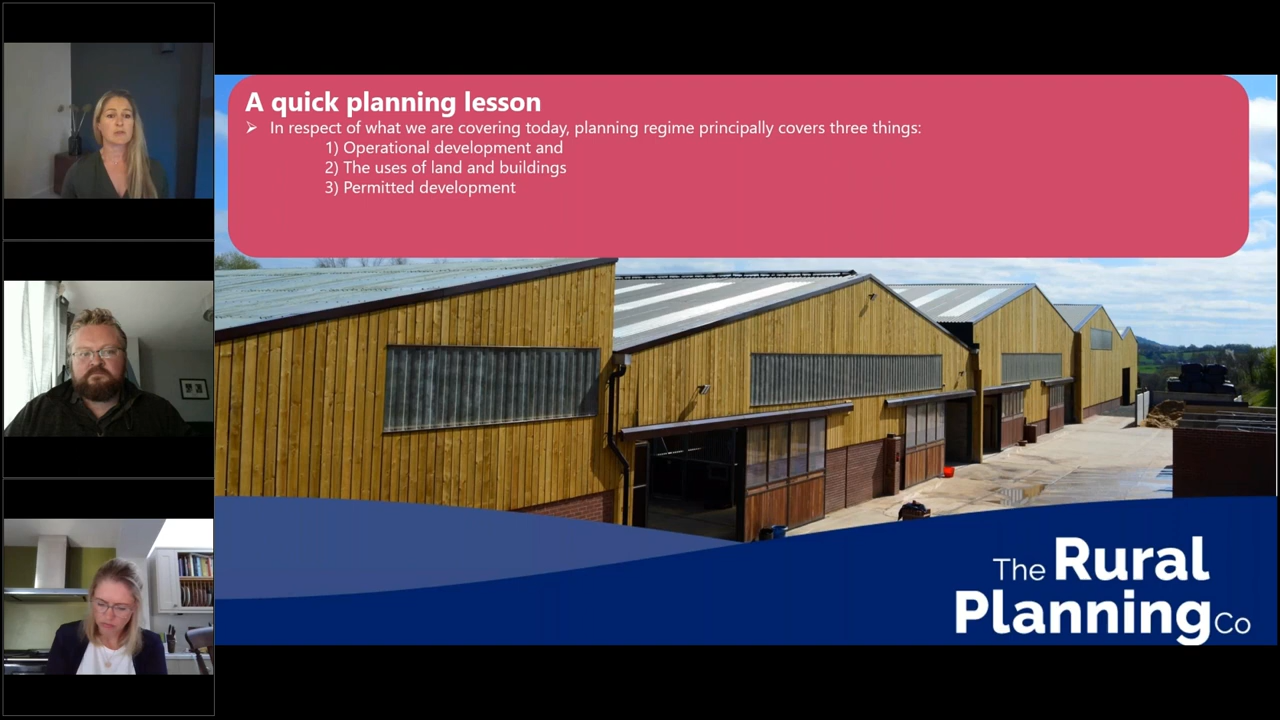 A quick planning lesson
➢ In respect of what we are covering today, planning regime principally covers three things:
1) Operational development and
2) The uses of land and buildings
3) Permitted development
The Rural
Planning Co